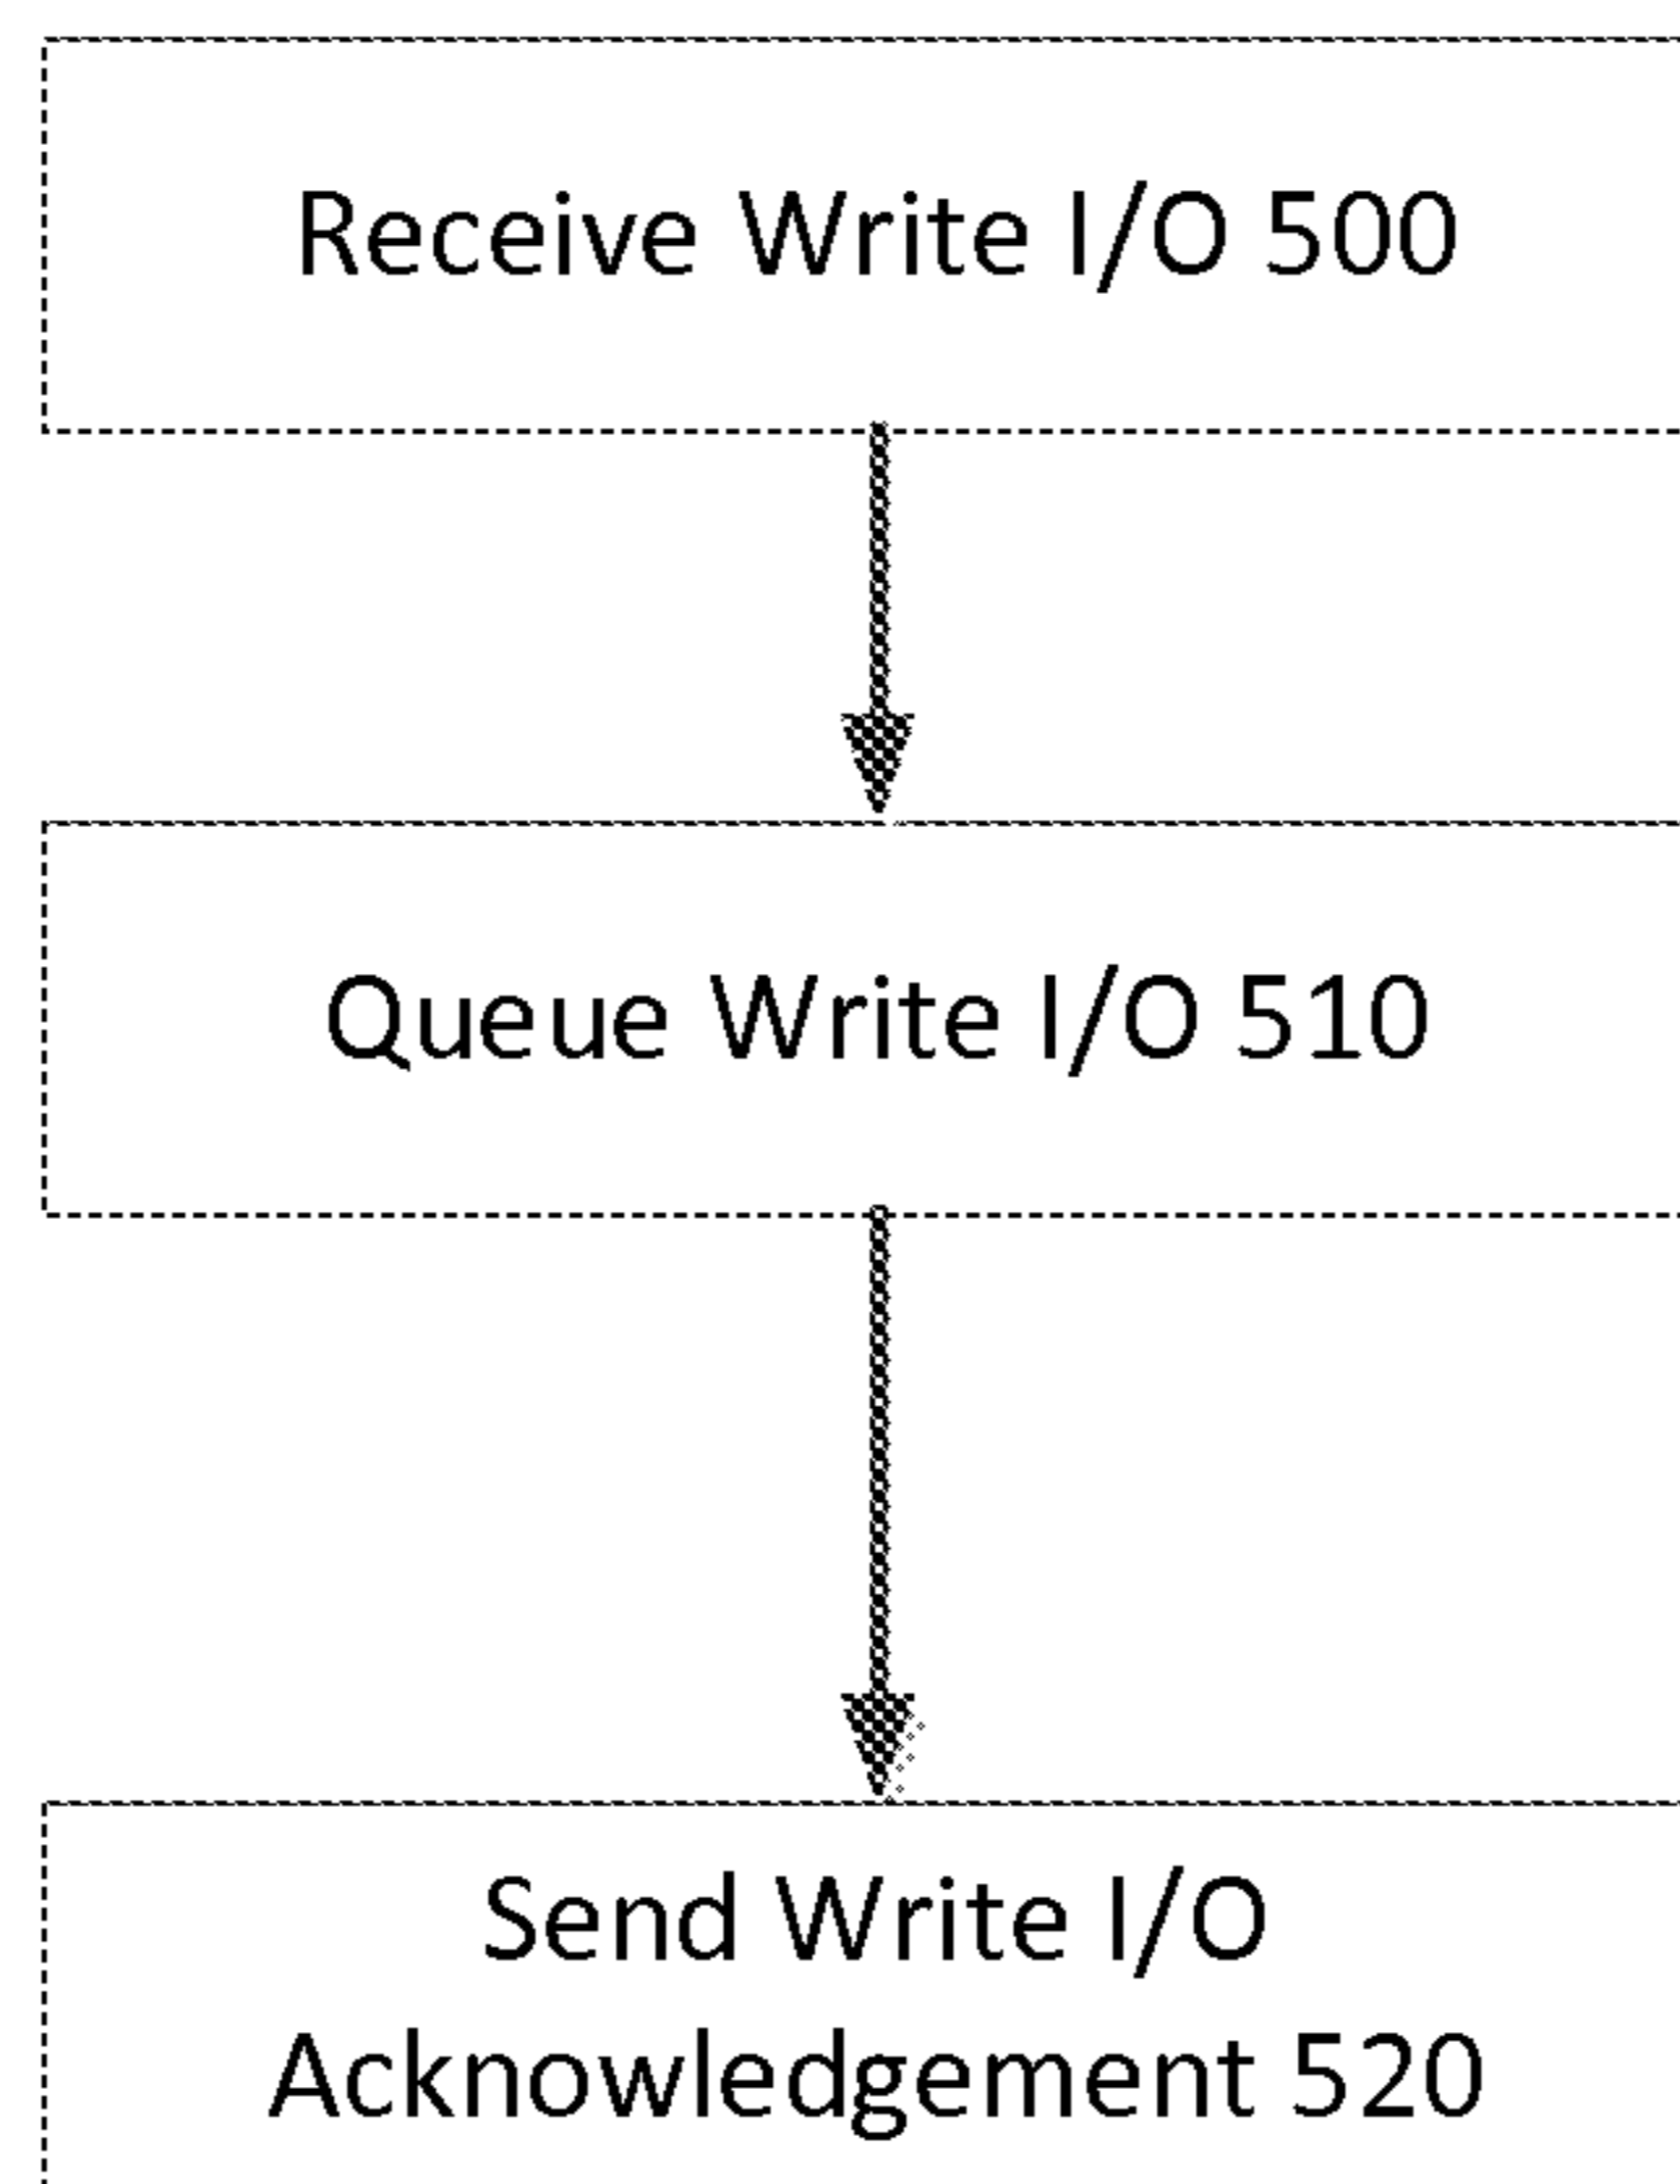 Receive Write I/O 500
Queue Write I/O 510
Send Write I/O
Acknowledgement 520